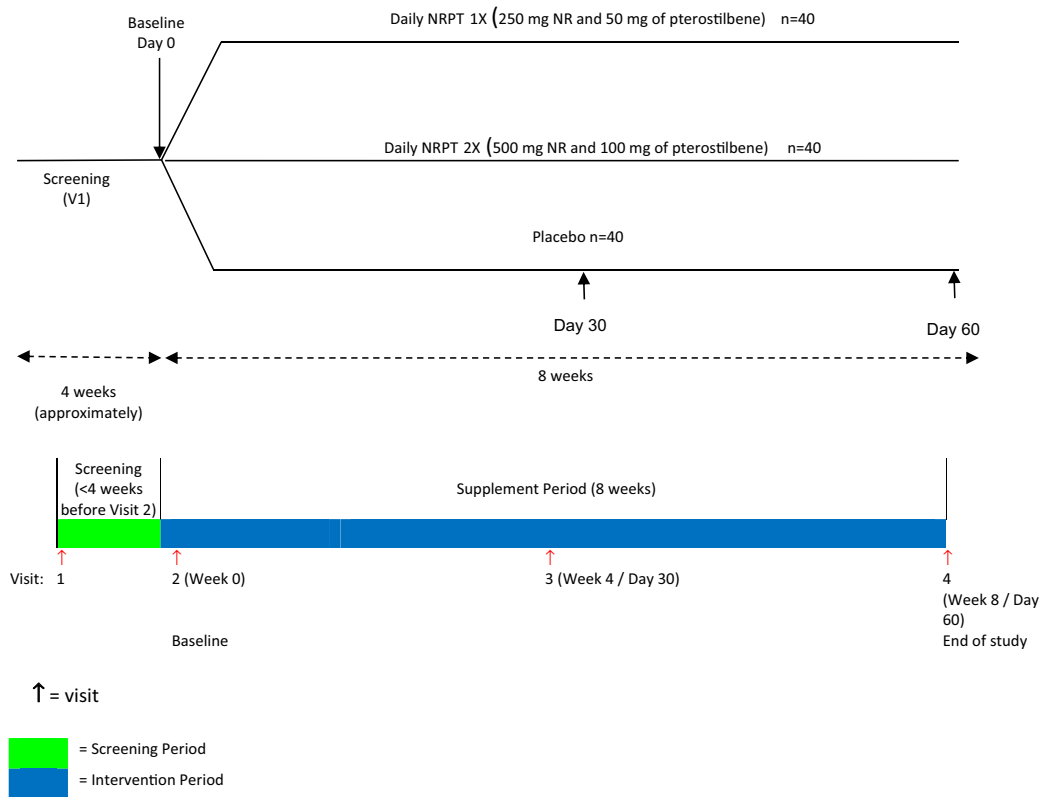 Daily NRPT 1X (250 mg NR and 50 mg of pterostilbene) n=40
Baseline
Day 0
Daily NRPT 2X (500 mg NR and 100 mg of pterostilbene) n=40
Screening
(V1)
Placebo n=40
Day 30
Day 60
8 weeks
4 weeks
(approximately)
Screening
(<4 weeks
before Visit 2)
Supplement Period (8 weeks)
Visit: 1
2 (Week 0)
3 (Week 4 / Day 30)
4
(Week 8 / Day
60)
Baseline
End of study
↑ = visit
= Screening Period
= Intervention Period